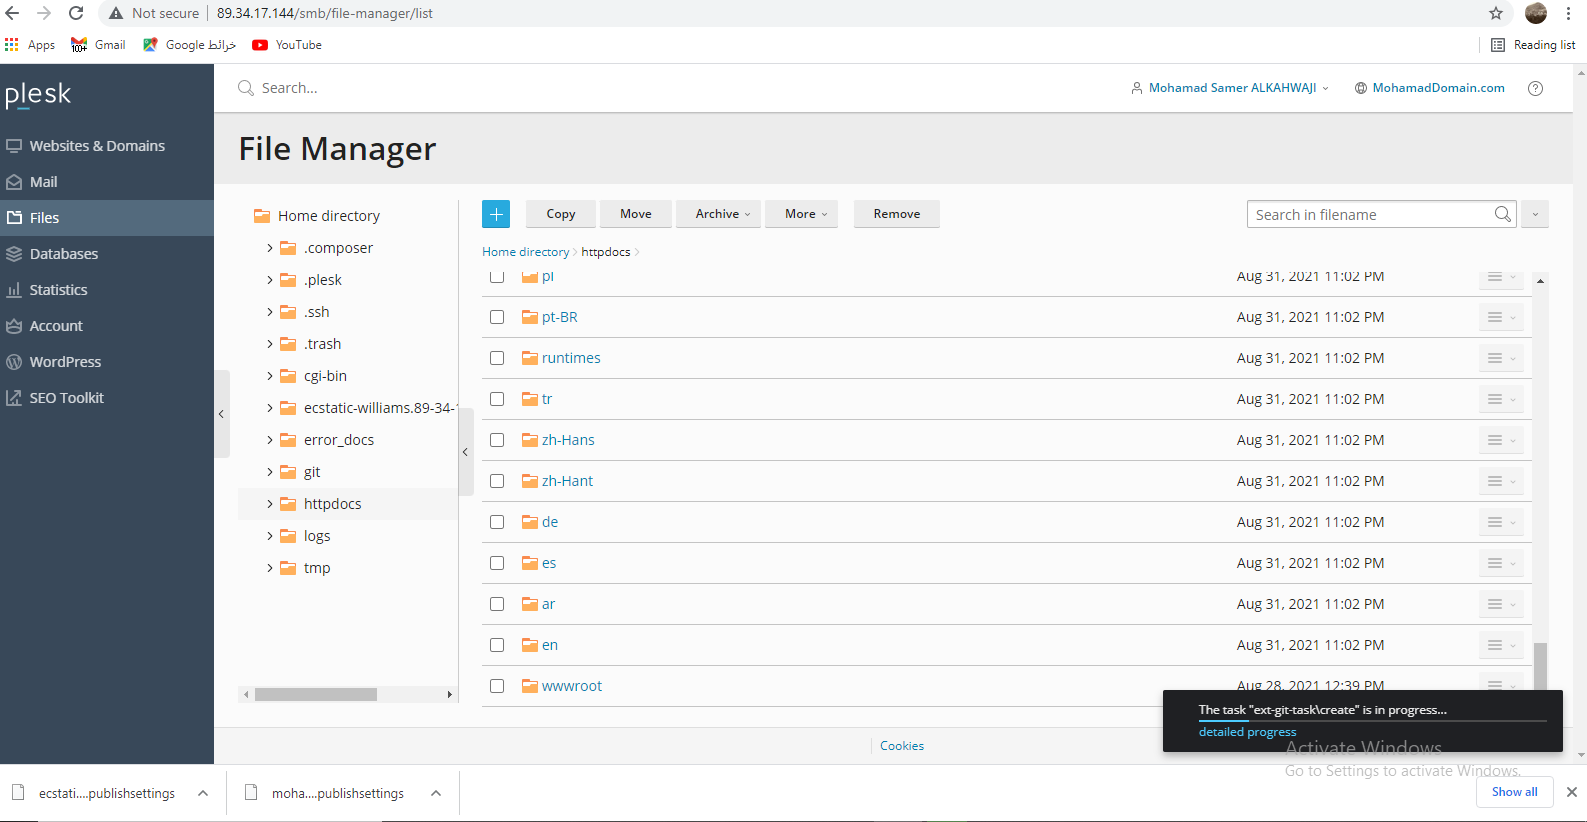 Not secure | 89.34.17.144/smb/file-manager/list
Apps
100+
Gmail
Google خرائط
YouTube
Reading list
plesk
Search...
Mohamad Samer ALKAHWAJI
MohamadDomain.com
Websites & Domains
Mail
Files
Databases
Statistics
Account
WordPress
SEO Toolkit
File Manager
Home directory
.composer
.plesk
.ssh
.trash
cgi-bin
ecstatic-williams.89-34-1
error_docs
git
httpdocs
logs
tmp
Copy
Move
Archive
More
Remove
Search in filename
Home directory > httpdocs >
pl Aug 31, 2021 11:02 PM
pt-BR Aug 31, 2021 11:02 PM
runtimes Aug 31, 2021 11:02 PM
tr Aug 31, 2021 11:02 PM
zh-Hans Aug 31, 2021 11:02 PM
zh-Hant Aug 31, 2021 11:02 PM
de Aug 31, 2021 11:02 PM
es Aug 31, 2021 11:02 PM
ar Aug 31, 2021 11:02 PM
en Aug 31, 2021 11:02 PM
wwwroot Aug 28, 2021 12:39 PM
The task "ext-git-task\create" is in progress...
detailed progress
Cookies
Activate Windows
Go to Settings to activate Windows.
ecstati....publishsettings
moha....publishsettings
Show all